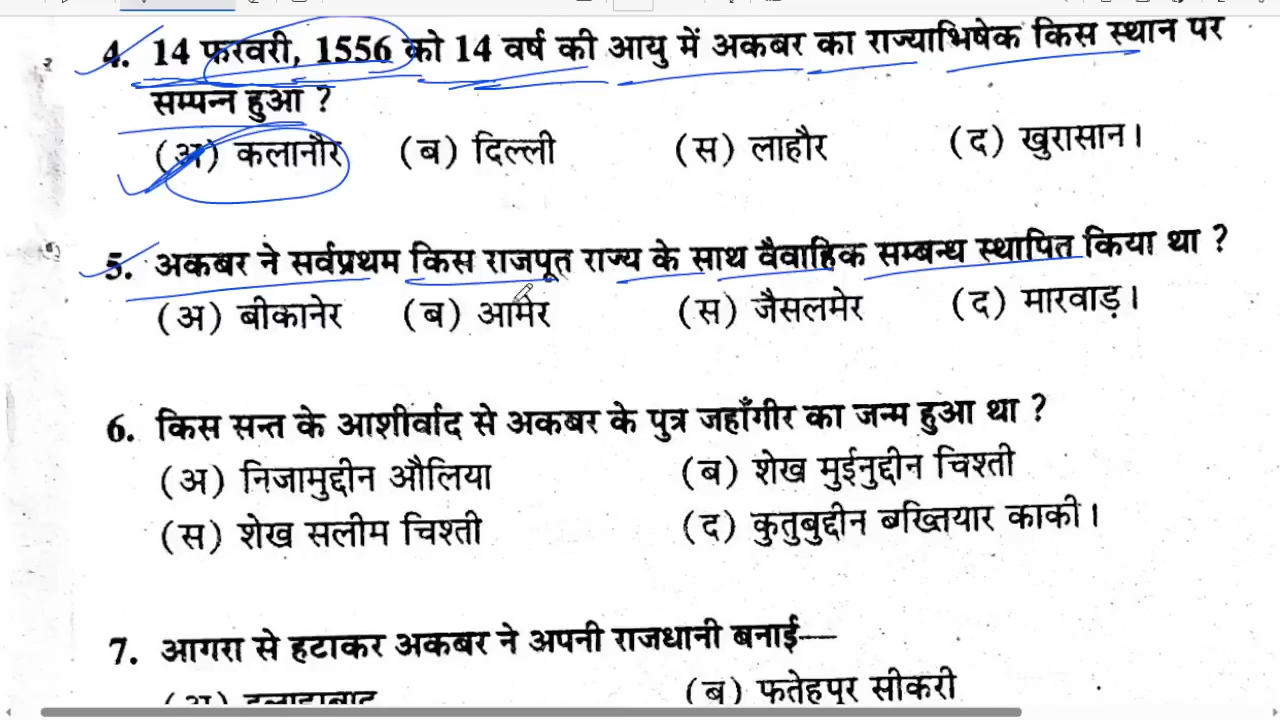 4. 14 फरवरी, 1556 को 14 वर्ष की आयु में अकबर का राज्याभिषेक किस स्थान पर
सम्पन्न हुआ ?
(अ) कलानौर (ब) दिल्ली (स) लाहौर (द) खुरासान।
5. अकबर ने सर्वप्रथम किस राजपूत राज्य के साथ वैवाहिक सम्बन्ध स्थापित किया था ?
(अ) बीकानेर (ब) आमेर (स) जैसलमेर (द) मारवाड़।
6. किस सन्त के आशीर्वाद से अकबर के पुत्र जहाँगीर का जन्म हुआ था ?
(अ) निजामुद्दीन औलिया (ब) शेख मुईनुद्दीन चिश्ती
(स) शेख सलीम चिश्ती (द) कुतुबुद्दीन बख्तियार काकी।
7. आगरा से हटाकर अकबर ने अपनी राजधानी बनाई—
(अ) इलाहाबाद (ब) फतेहपुर सीकरी